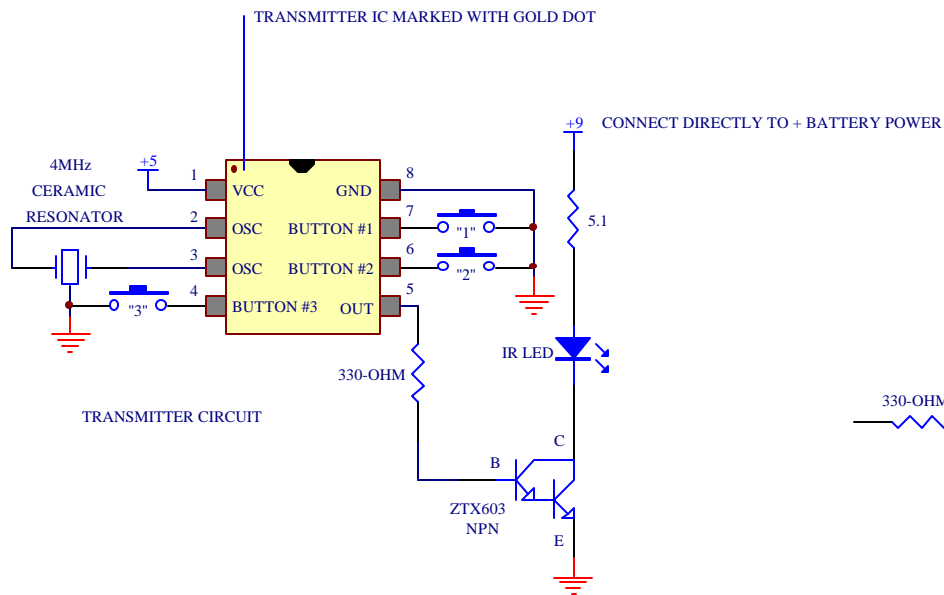 TRANSMITTER IC MARKED WITH GOLD DOT
+9
CONNECT DIRECTLY TO + BATTERY POWER
4MHz
CERAMIC
RESONATOR
+5
1
VCC
GND
8
2
OSC
BUTTON #1
7
"1"
5.1
3
OSC
BUTTON #2
6
"2"
4
BUTTON #3
OUT
5
"3"
IR LED
330-OHM
330-OHM
TRANSMITTER CIRCUIT
C
B
ZTX603
NPN
E